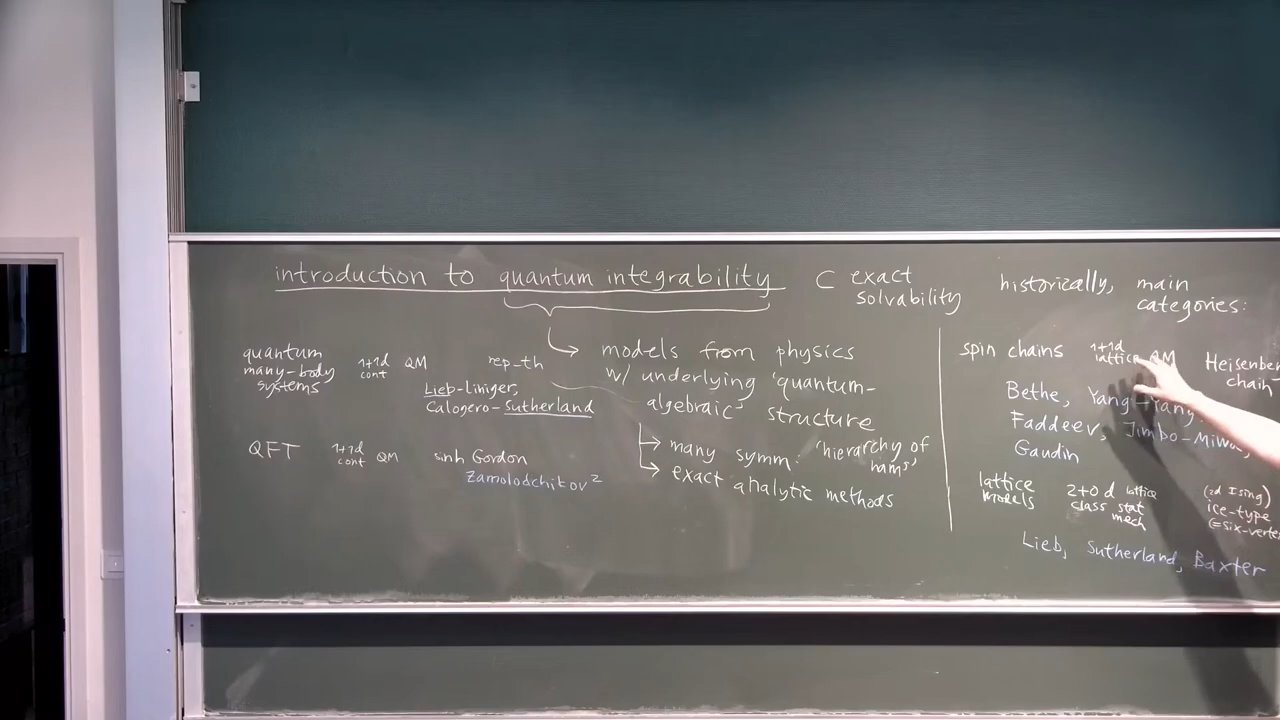 introduction to quantum integrability ⊂ exact
solvability
quantum
many-body
systems
1+1d
cont
QM
rep-th
Lieb-Liniger,
Calogero-Sutherland
QFT
1+1d
cont
QM
sinh Gordon
Zamolodchikov²
models from physics
w/ underlying 'quantum-
algebraic' structure
many symm: 'hierarchy of
hams'
exact analytic methods
historically, main
categories:
spin chains
1+1d
lattice QM
Heisenber
chain
Bethe, Yang-Yang,
Faddeev, Jimbo-Miwa,
Gaudin
lattice
models
2+0d lattice
class stat
mech
(2d Ising)
ice-type
(=six-verte
Lieb, Sutherland, Baxter